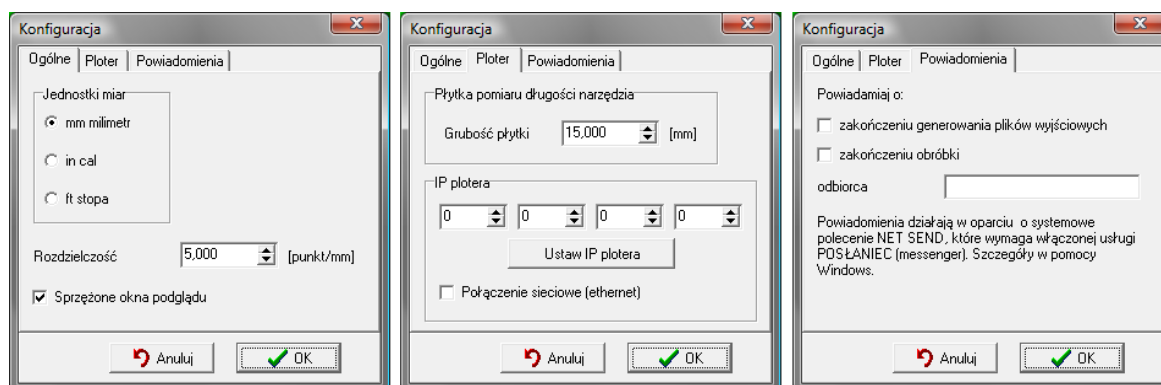 Konfiguracja
Ogólne Ploter Powiadomienia
Jednostki miar
mm milimetr
in cal
ft stopa
Rozdzielczość 5,000 [punkt/mm]
Sprzężone okna podglądu
Anuluj OK
Konfiguracja
Ogólne Ploter Powiadomienia
Płytka pomiaru długości narzędzia
Grubość płytki 15,000 [mm]
IP plotera
0 0 0 0
Ustaw IP plotera
Połączenie sieciowe (ethernet)
Anuluj OK
Konfiguracja
Ogólne Ploter Powiadomienia
Powiadamiaj o:
zakończeniu generowania plików wyjściowych
zakończeniu obróbki
odbiorca
Powiadomienia działają w oparciu o systemowe
polecenie NET SEND, które wymaga włączonej usługi
POSŁANIEC (messenger). Szczegóły w pomocy
Windows.
Anuluj OK